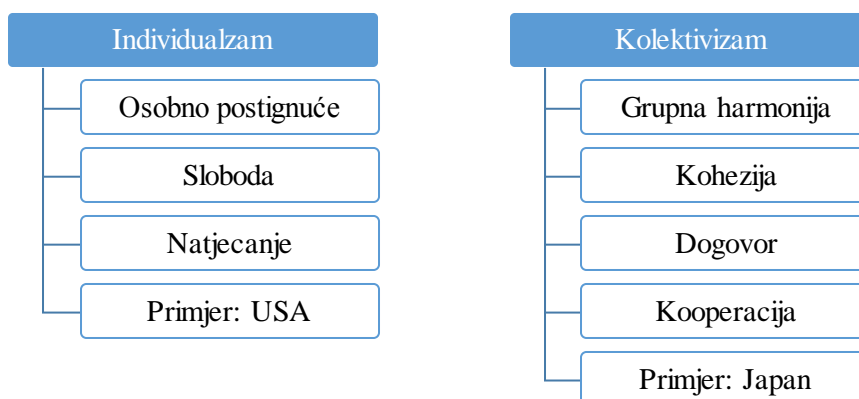 Individualzam
Osobno postignuće
Sloboda
Natjecanje
Primjer: USA
Kolektivizam
Grupna harmonija
Kohezija
Dogovor
Kooperacija
Primjer: Japan